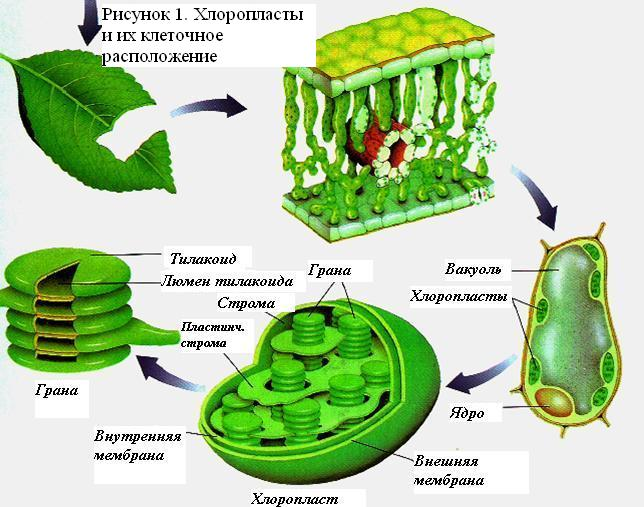 Рисунок 1. Хлоропласты
и их клеточное
расположение
Тилакоид
Люмен тилакоида
Грана
Строма
Пластинч.
строма
Грана
Вакуоль
Хлоропласты
Ядро
Внутренняя
мембрана
Внешняя
мембрана
Хлоропласт